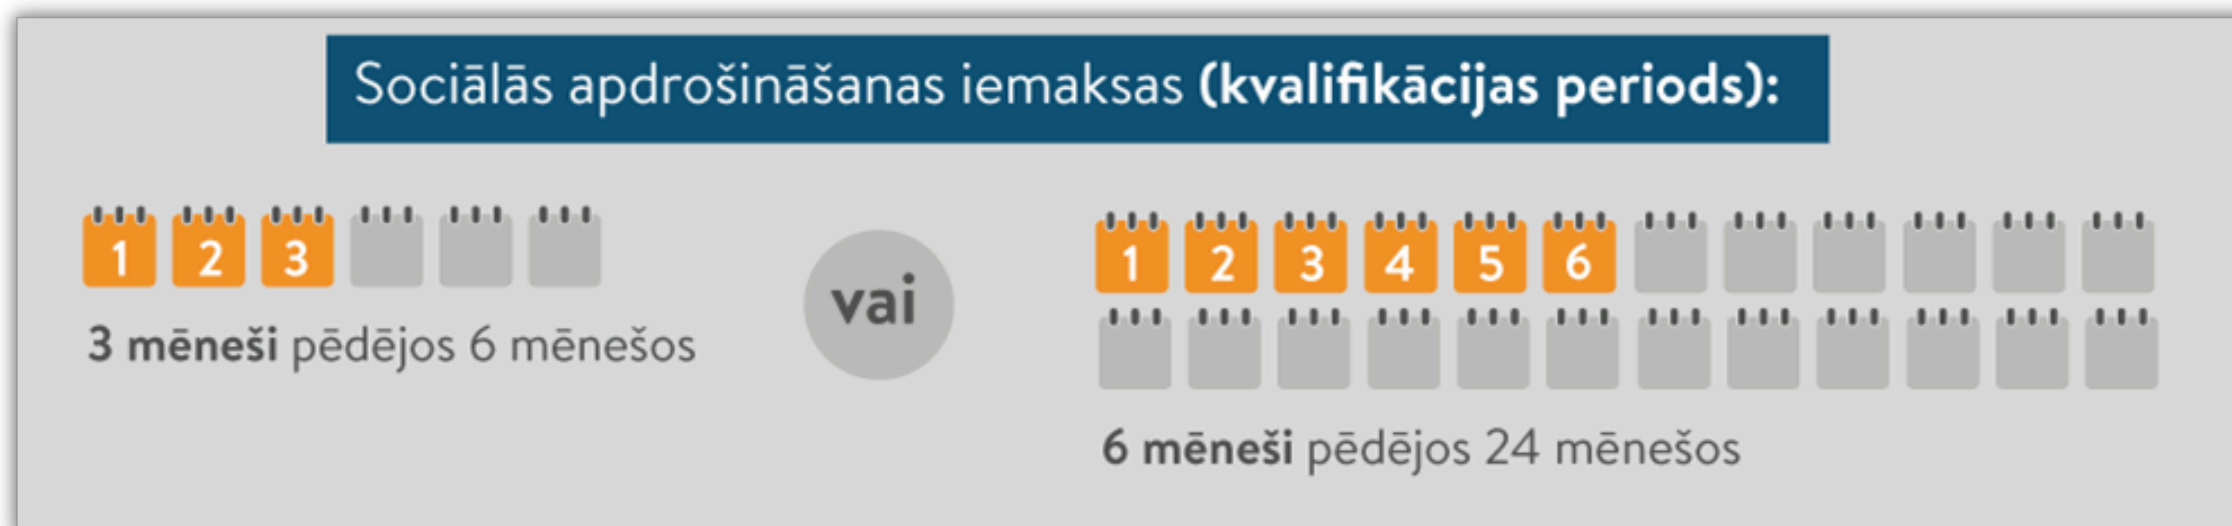 Sociālās apdrošināšanas iemaksas (kvalifikācijas periods):
1 2 3
3 mēneši pēdējos 6 mēnešos
vai
1 2 3 4 5 6
6 mēneši pēdējos 24 mēnešos